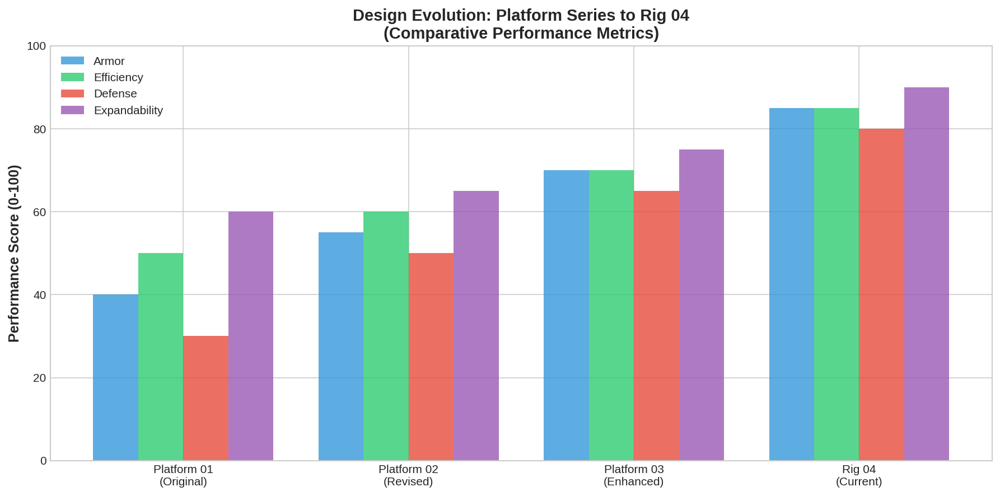 Design Evolution: Platform Series to Rig 04
(Comparative Performance Metrics)
Performance Score (0-100)
100
80
60
40
20
0
Armor
Efficiency
Defense
Expandability
Platform 01
(Original)
Platform 02
(Revised)
Platform 03
(Enhanced)
Rig 04
(Current)